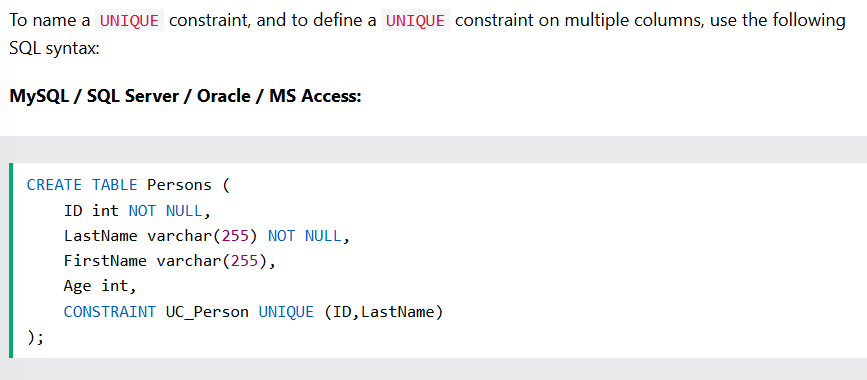 To name a UNIQUE constraint, and to define a UNIQUE constraint on multiple columns, use the following
SQL syntax:
MySQL / SQL Server / Oracle / MS Access:
CREATE TABLE Persons (
    ID int NOT NULL,
    LastName varchar(255) NOT NULL,
    FirstName varchar(255),
    Age int,
    CONSTRAINT UC_Person UNIQUE (ID,LastName)
);